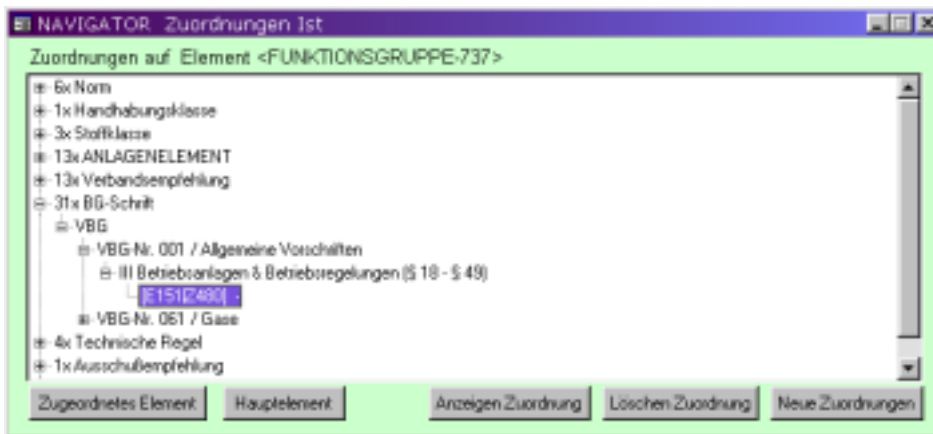 NAVIGATOR Zuordnungen Ist
Zuordnungen auf Element <FUNKTIONSGRUPPE-737>
6x Norm
1x Handhabungsklasse
3x Stoffklasse
13x ANLAGENELEMENT
13x Verbandsempfehlung
31x BG-Schrift
VBG
VBG-Nr. 001 / Allgemeine Vorschriften
III Betriebsanlagen & Betriebsregelungen (§ 18 - § 49)
[E151|Z480] -
VBG-Nr. 061 / Gase
4x Technische Regel
1x Ausschußempfehlung
Zugeordnetes Element Hauptelement Anzeigen Zuordnung Löschen Zuordnung Neue Zuordnungen